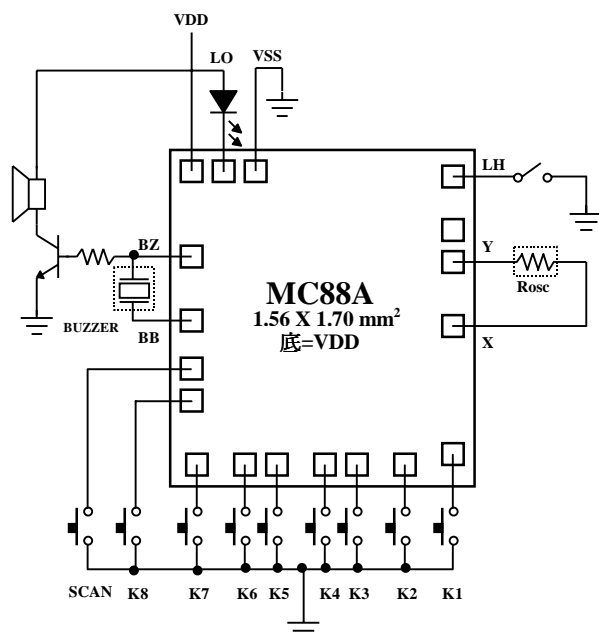 VDD
LO
VSS
LH
BZ
Y
MC88A
Rosc
1.56 X 1.70 mm²
BUZZER
BB
底=VDD
X
SCAN K8 K7 K6 K5 K4 K3 K2 K1